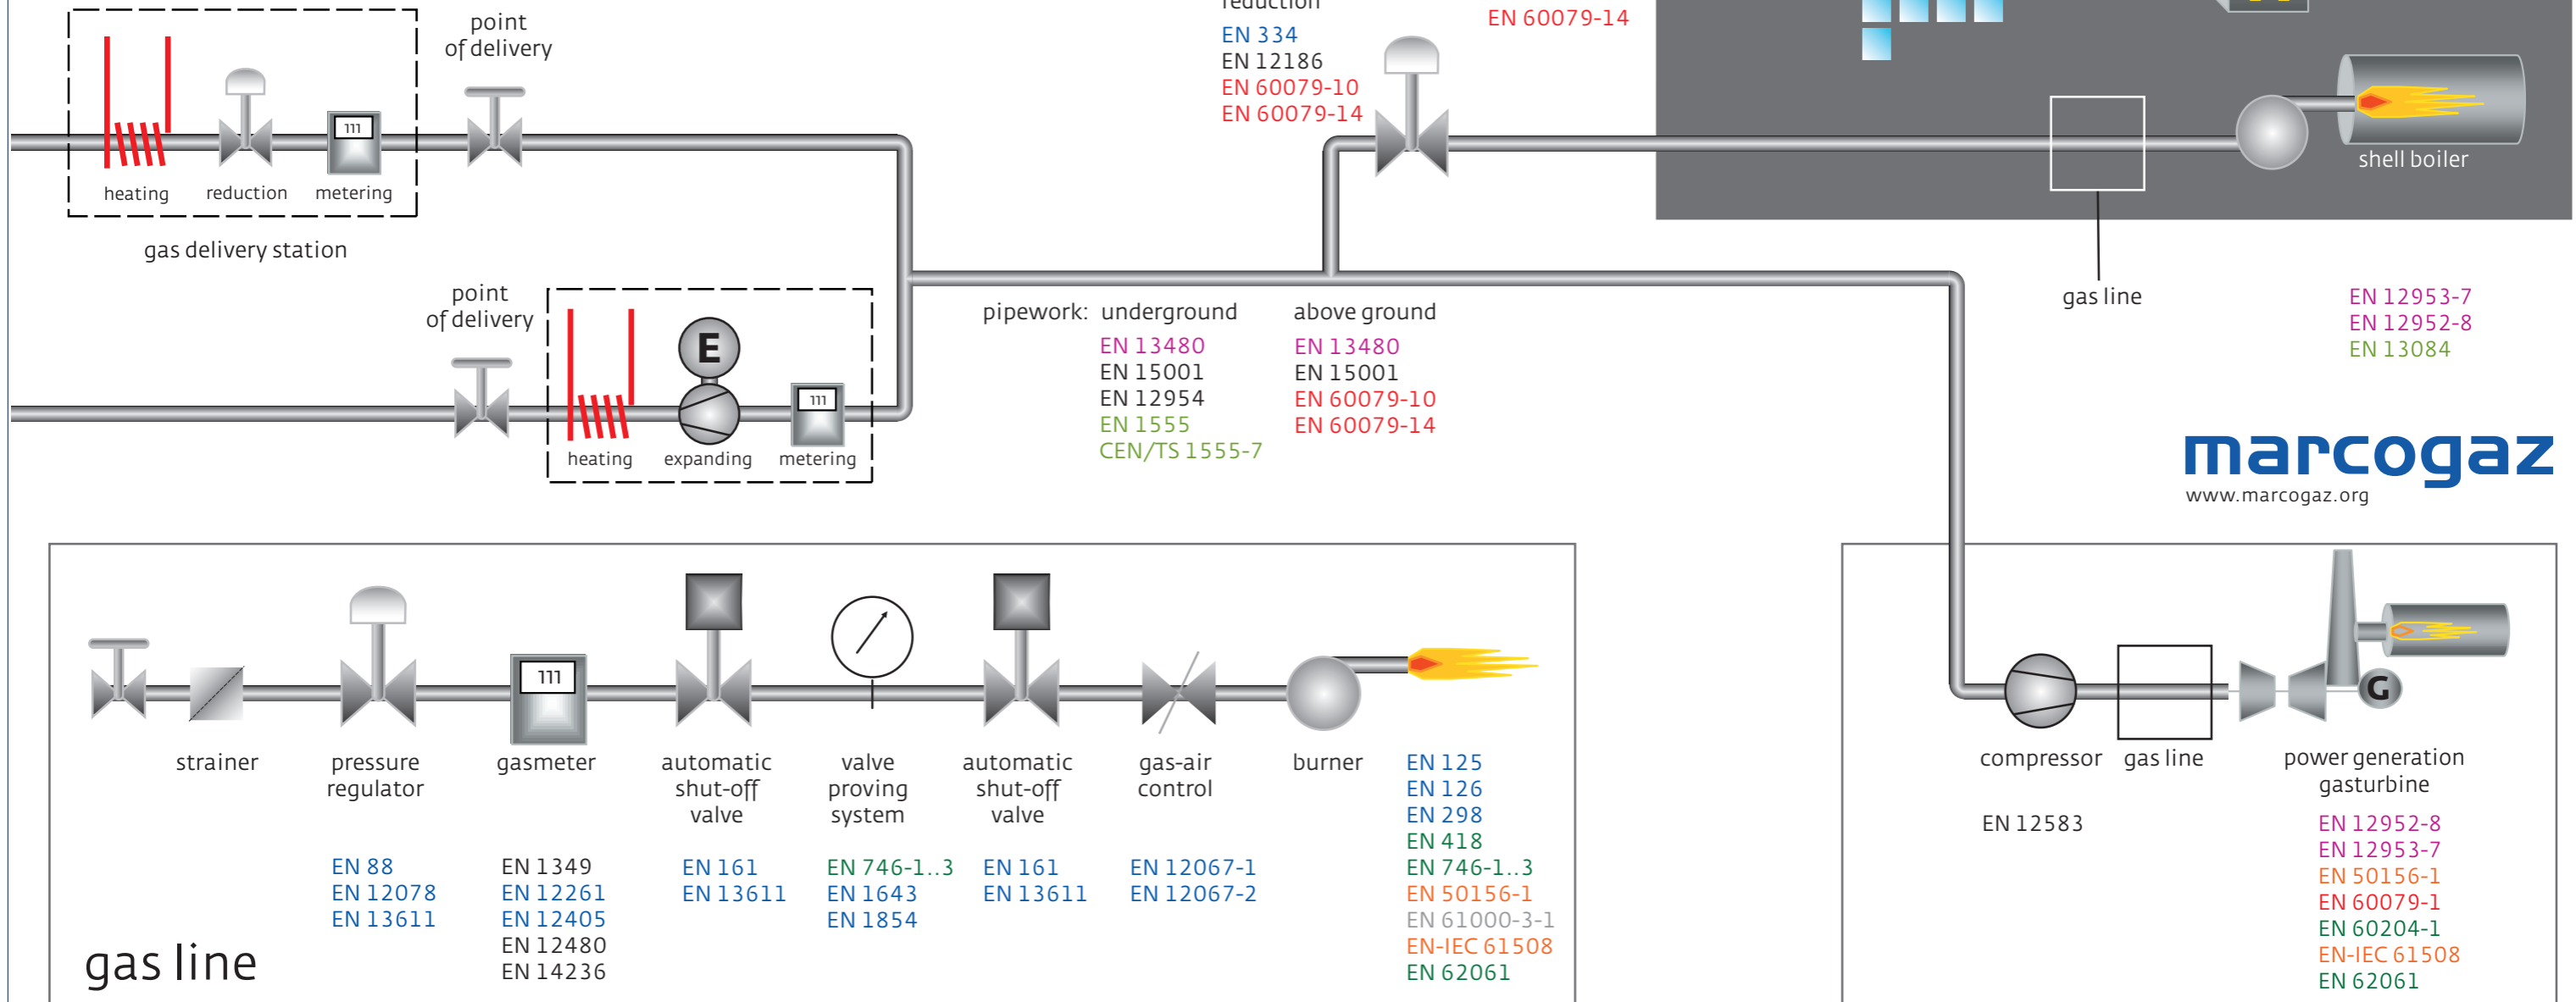 point
of delivery
heating
reduction
metering
111
gas delivery station
reduction
EN 334
EN 12186
EN 60079-10
EN 60079-14
EN 60079-14
shell boiler
gas line
EN 12953-7
EN 12952-8
EN 13084
point
of delivery
E
111
heating
expanding
metering
pipework:
underground
EN 13480
EN 15001
EN 12954
EN 1555
CEN/TS 1555-7
above ground
EN 13480
EN 15001
EN 60079-10
EN 60079-14
marcogaz
www.marcogaz.org
strainer
pressure
regulator
EN 88
EN 12078
EN 13611
111
gasmeter
EN 1349
EN 12261
EN 12405
EN 12480
EN 14236
automatic
shut-off
valve
EN 161
EN 13611
valve
proving
system
EN 746-1..3
EN 1643
EN 1854
automatic
shut-off
valve
EN 161
EN 13611
gas-air
control
EN 12067-1
EN 12067-2
burner
EN 125
EN 126
EN 298
EN 418
EN 746-1..3
EN 50156-1
EN 61000-3-1
EN-IEC 61508
EN 62061
gas line
compressor
EN 12583
gas line
G
power generation
gasturbine
EN 12952-8
EN 12953-7
EN 50156-1
EN 60079-1
EN 60204-1
EN-IEC 61508
EN 62061